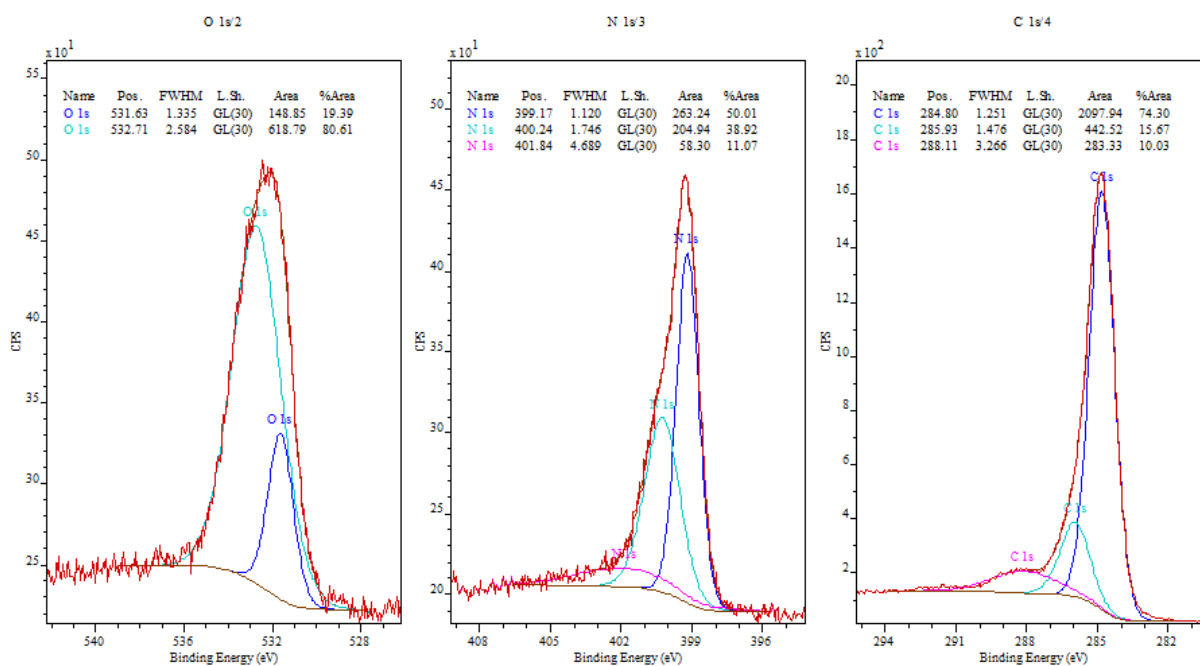 O 1s/2
x10^1
Name Pos. FWHM L.Sh. Area %Area
O 1s 531.63 1.335 GL(30) 148.85 19.39
O 1s 532.71 2.584 GL(30) 618.79 80.61
55
50
45
40
35
30
25
CPS
O 1s
O 1s
540 536 532 528
Binding Energy (eV)
N 1s/3
x10^1
Name Pos. FWHM L.Sh. Area %Area
N 1s 399.17 1.120 GL(30) 263.24 50.01
N 1s 400.24 1.746 GL(30) 204.94 38.92
N 1s 401.84 4.689 GL(30) 58.30 11.07
50
45
40
35
30
25
20
CPS
N 1s
N 1s
N 1s
408 405 402 399 396
Binding Energy (eV)
C 1s/4
x10^2
Name Pos. FWHM L.Sh. Area %Area
C 1s 284.80 1.251 GL(30) 2097.94 74.30
C 1s 285.93 1.476 GL(30) 442.52 15.67
C 1s 288.11 3.266 GL(30) 283.33 10.03
20
18
16
14
12
10
8
6
4
2
CPS
C 1s
C 1s
C 1s
294 291 288 285 282
Binding Energy (eV)